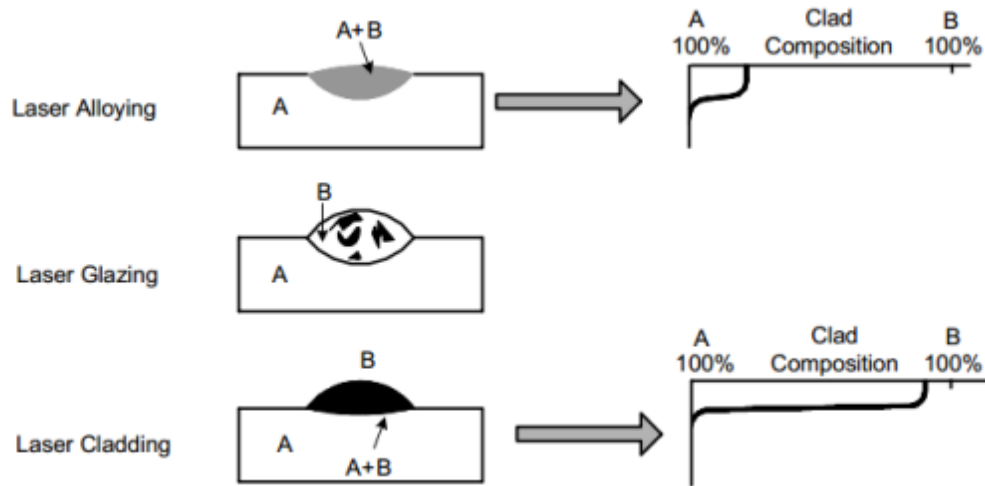 A+B
A
Laser Alloying
A Clad B
100% Composition 100%
B
A
Laser Glazing
B
A
A+B
Laser Cladding
A Clad B
100% Composition 100%